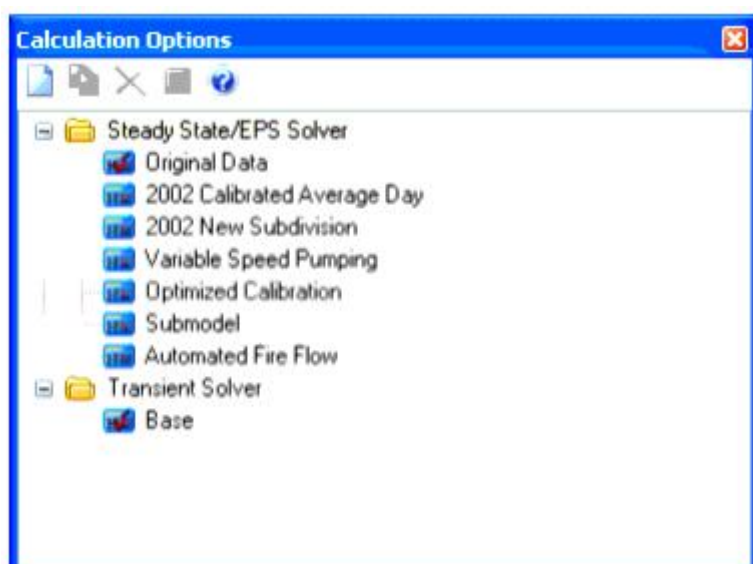 Calculation Options
Steady State/EPS Solver
Original Data
2002 Calibrated Average Day
2002 New Subdivision
Variable Speed Pumping
Optimized Calibration
Submodel
Automated Fire Flow
Transient Solver
Base